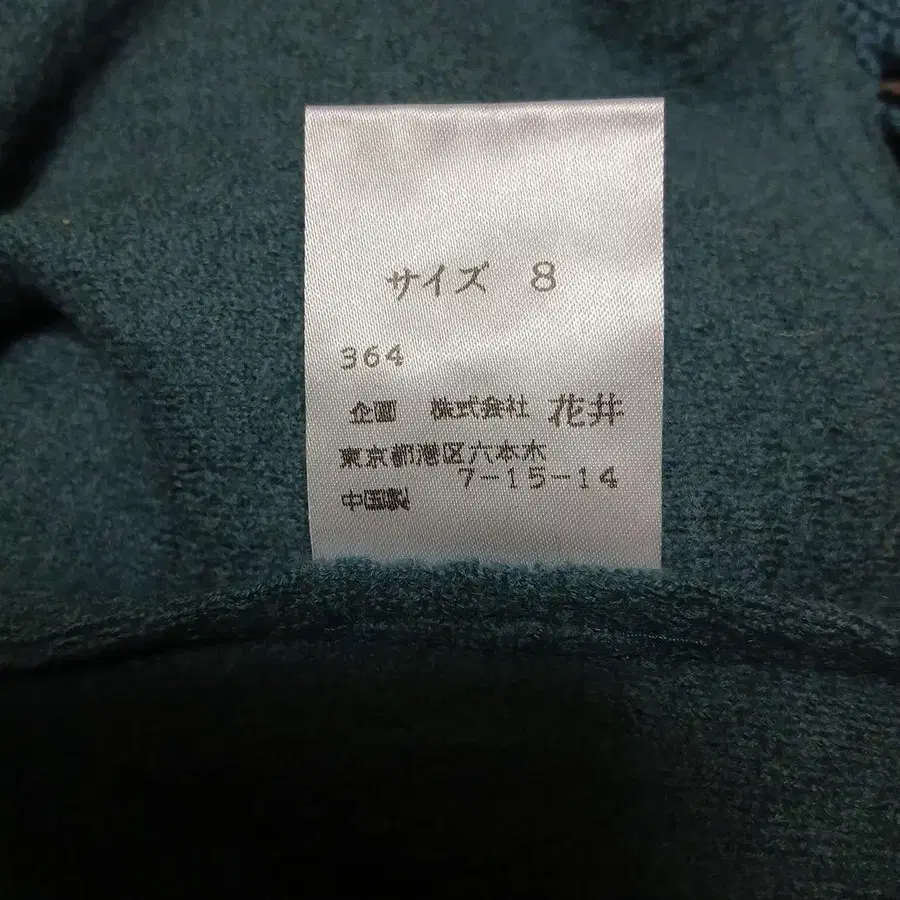 サイズ 8
364
企画 株式会社 花井
東京都港区六本木
7-15-14
中国製